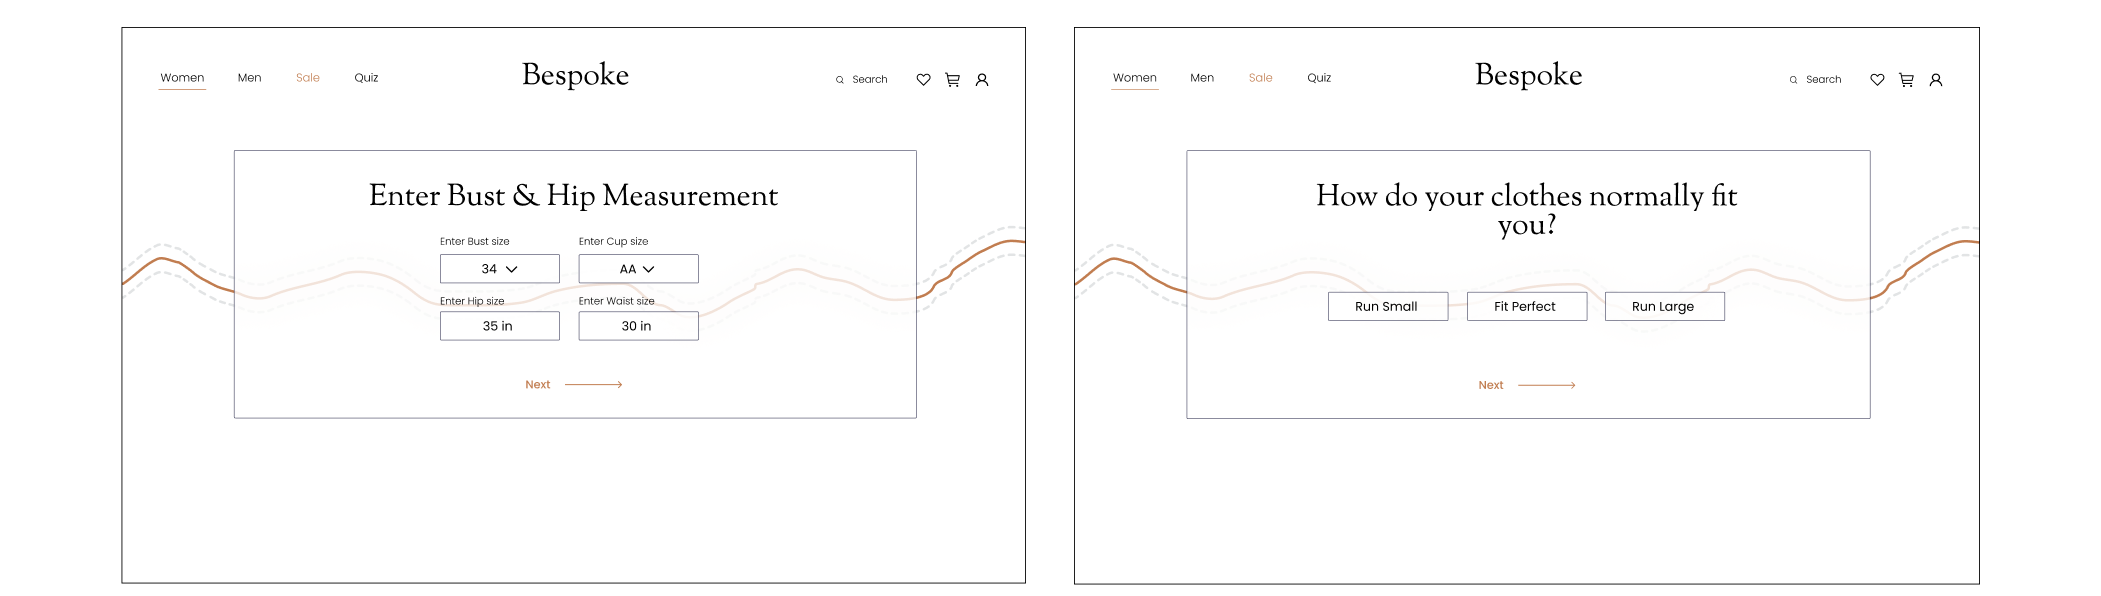 Women Men Sale Quiz Bespoke Search
Enter Bust & Hip Measurement
Enter Bust size Enter Cup size
34 AA
Enter Hip size Enter Waist size
35 in 30 in
Next
Women Men Sale Quiz Bespoke Search
How do your clothes normally fit
you?
Run Small Fit Perfect Run Large
Next